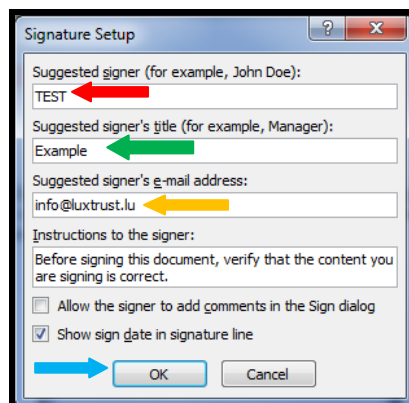 Signature Setup
Suggested signer (for example, John Doe):
TEST
Suggested signer's title (for example, Manager):
Example
Suggested signer's e-mail address:
info@luxtrust.lu
Instructions to the signer:
Before signing this document, verify that the content you
are signing is correct.
Allow the signer to add comments in the Sign dialog
Show sign date in signature line
OK Cancel